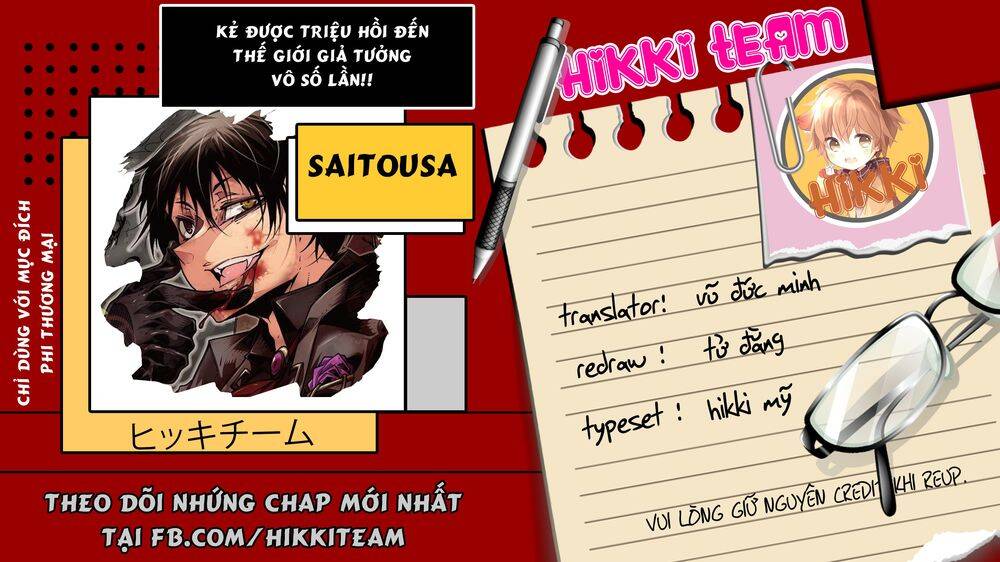 KẺ ĐƯỢC TRIỆU HỒI ĐẾN
THẾ GIỚI GIẢ TƯỞNG
VÔ SỐ LẦN!!
SAITOUSA
CHỈ DÙNG VỚI MỤC ĐÍCH
PHI THƯƠNG MẠI
ヒッキチーム
THEO DÕI NHỨNG CHAP MỚI NHẤT
TẠI FB.COM/HIKKITEAM
HIKKI TEAM
HIKKI
translator! vũ đức minh
redraw ! tử đằng
typeset ! hikki mỹ
VUI LÒNG GIỮ NGUYÊN CREDIT KHI REUP.